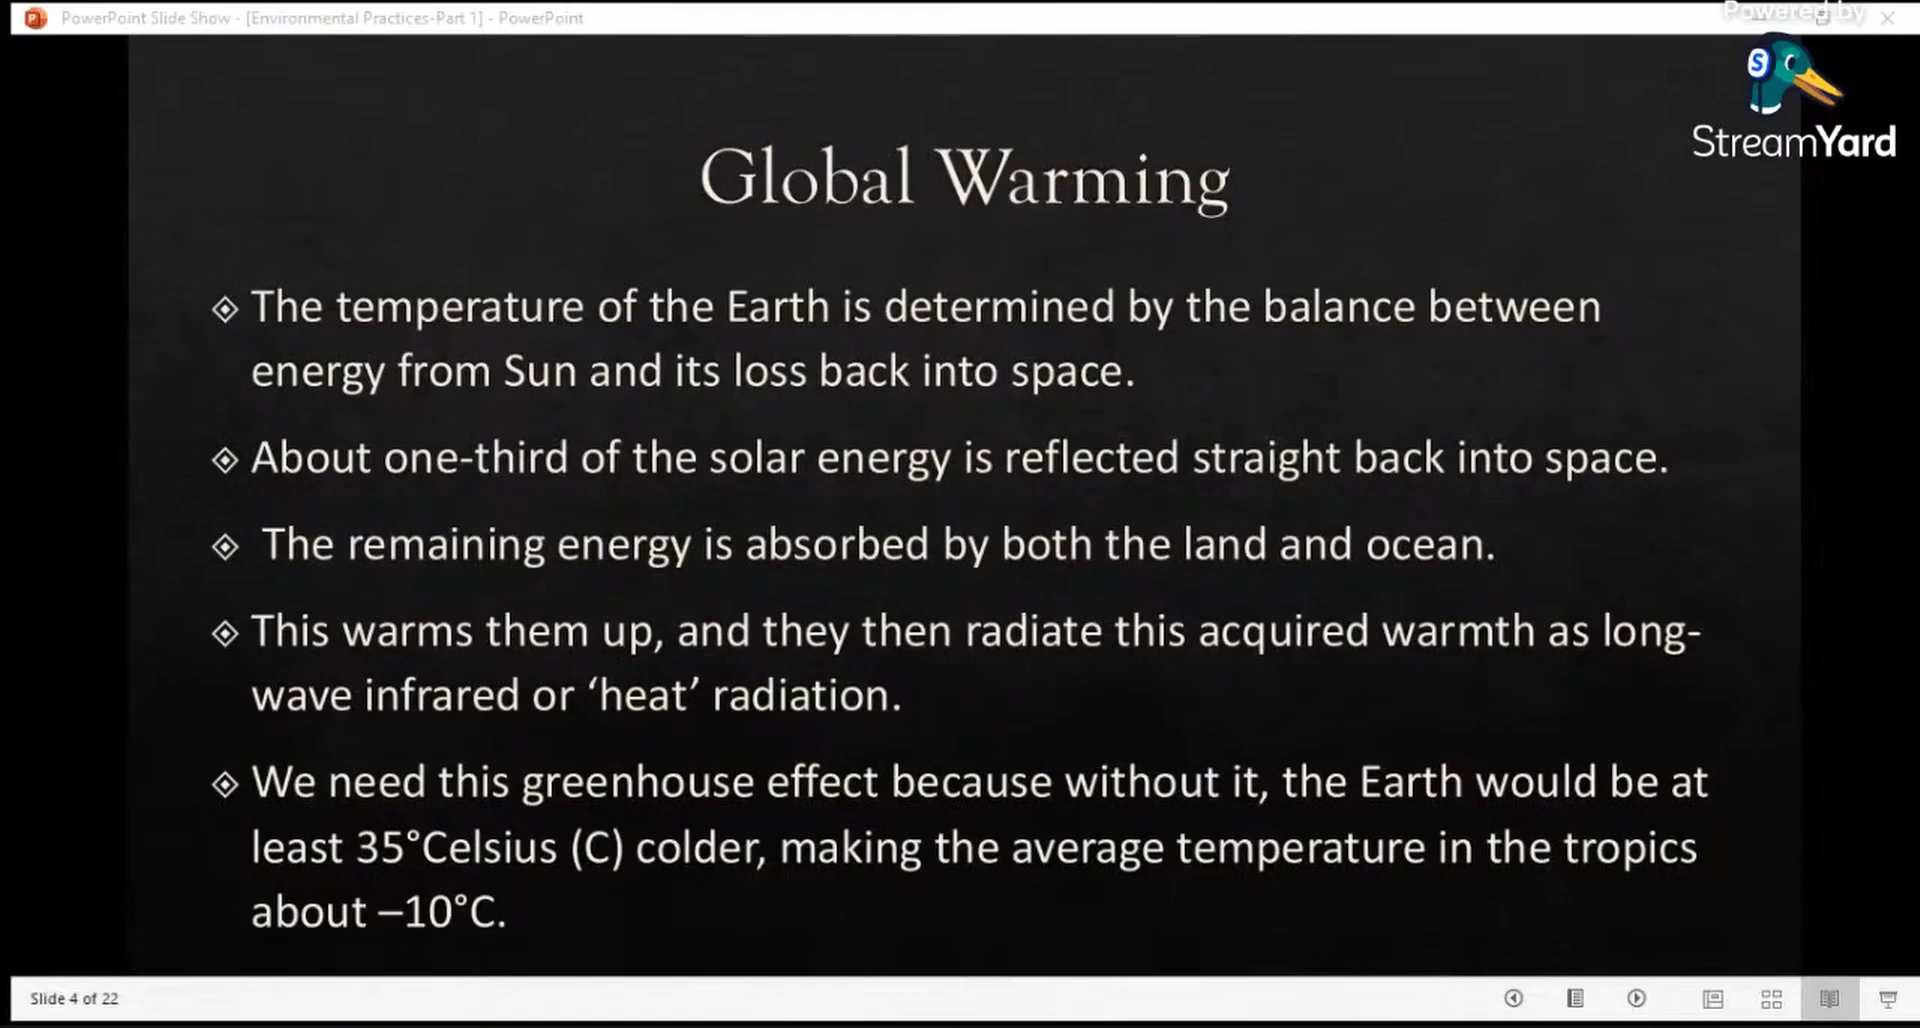 PowerPoint Slide Show - [Environmental Practices-Part 1] - PowerPoint
Powered by
StreamYard
Global Warming
The temperature of the Earth is determined by the balance between
energy from Sun and its loss back into space.
About one-third of the solar energy is reflected straight back into space.
The remaining energy is absorbed by both the land and ocean.
This warms them up, and they then radiate this acquired warmth as long-
wave infrared or ‘heat’ radiation.
We need this greenhouse effect because without it, the Earth would be at
least 35°Celsius (C) colder, making the average temperature in the tropics
about –10°C.
Slide 4 of 22